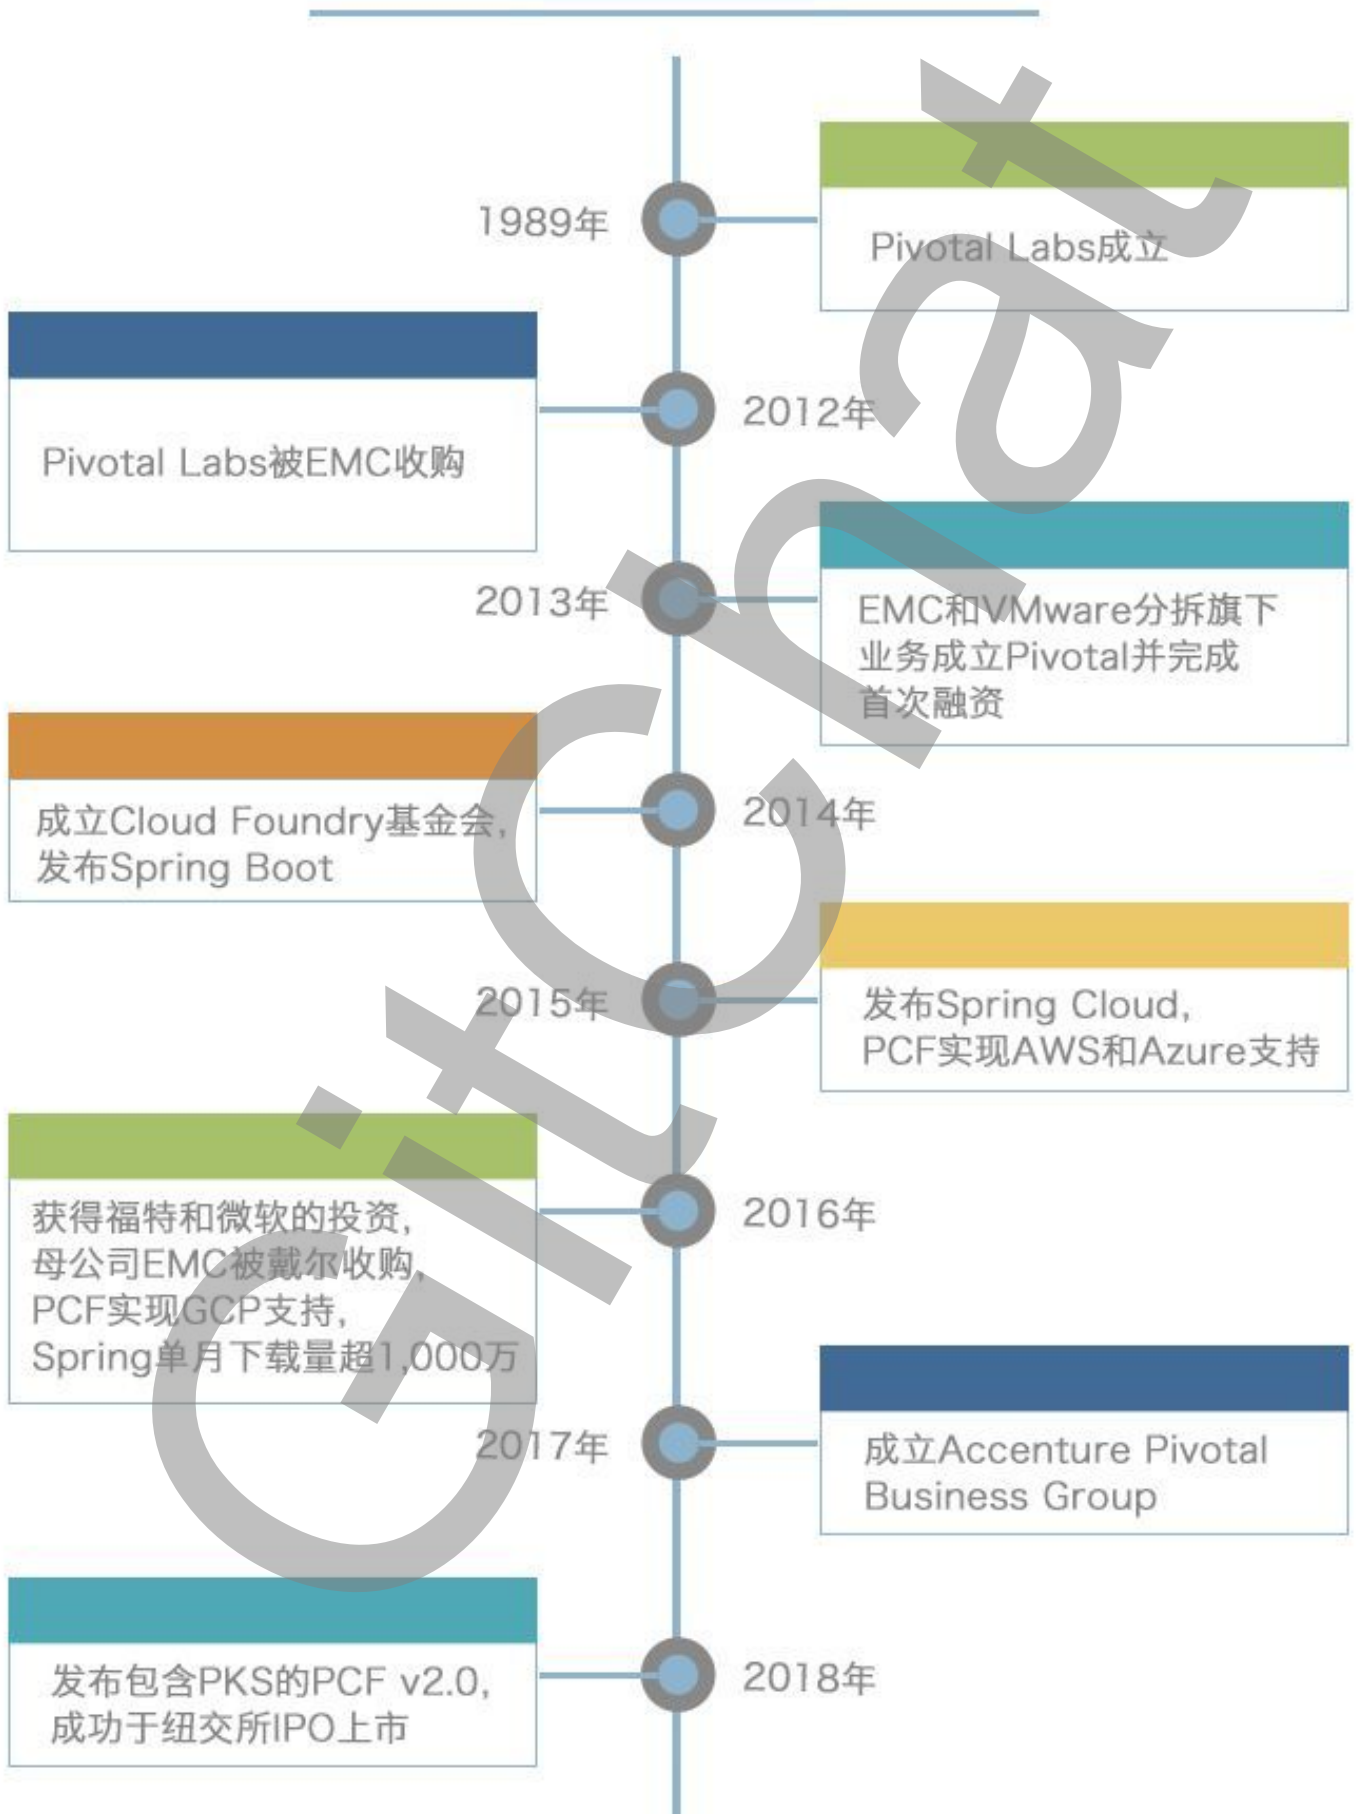 1989年
Pivotal Labs成立
2012年
Pivotal Labs被EMC收购
2013年
EMC和VMware分拆旗下
业务成立Pivotal并完成
首次融资
2014年
成立Cloud Foundry基金会,
发布Spring Boot
2015年
发布Spring Cloud,
PCF实现AWS和Azure支持
2016年
获得福特和微软的投资,
母公司EMC被戴尔收购,
PCF实现GCP支持,
Spring单月下载量超1,000万
2017年
成立Accenture Pivotal
Business Group
2018年
发布包含PKS的PCF v2.0,
成功于纽交所IPO上市
GitChat